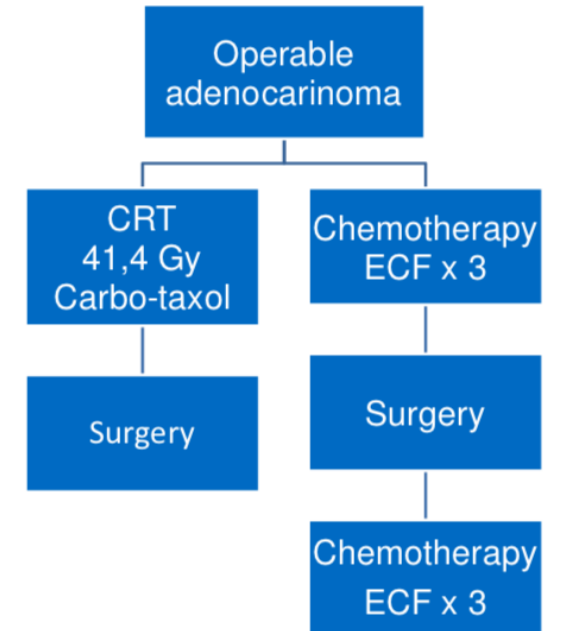 Operable
adenocarinoma
CRT
41,4 Gy
Carbo-taxol
Surgery
Chemotherapy
ECF x 3
Surgery
Chemotherapy
ECF x 3